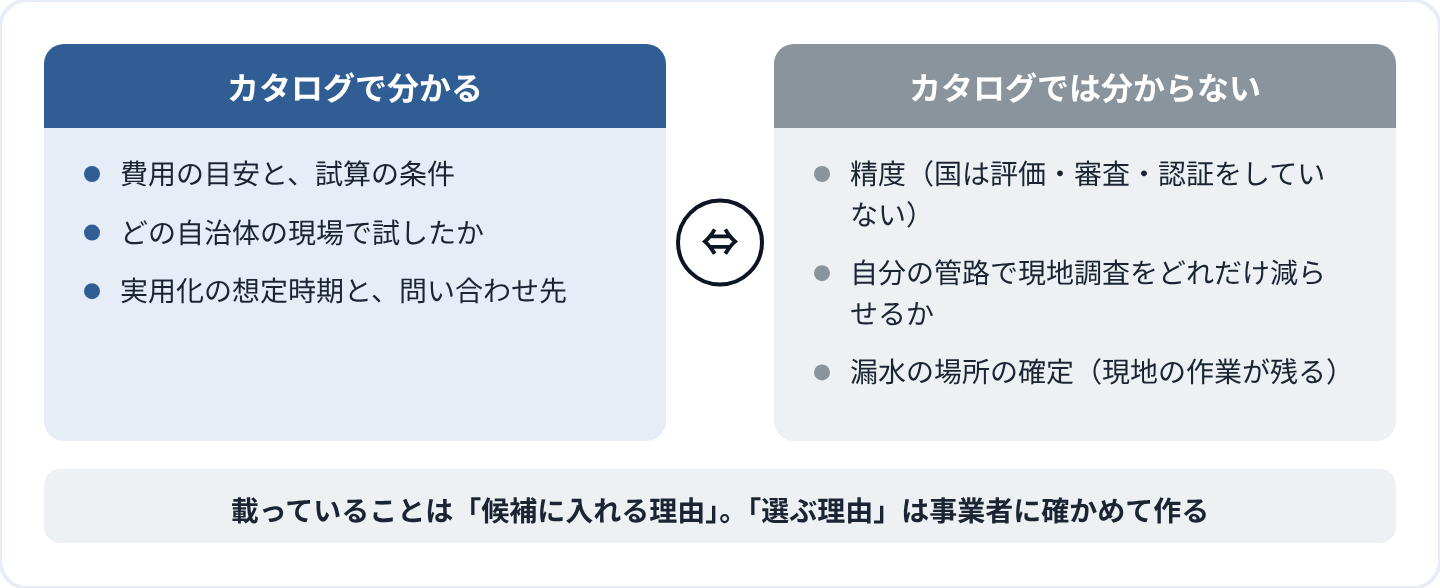 カタログで分かる
費用の目安と、試算の条件
どの自治体の現場で試したか
実用化の想定時期と、問い合わせ先
⇔
カタログでは分からない
精度（国は評価・審査・認証をしてい
ない）
自分の管路で現地調査をどれだけ減ら
せるか
漏水の場所の確定（現地の作業が残る）
載っていることは「候補に入れる理由」。「選ぶ理由」は事業者に確かめて作る